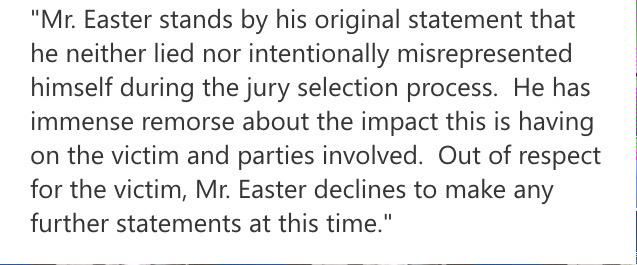 "Mr. Easter stands by his original statement that
he neither lied nor intentionally misrepresented
himself during the jury selection process.  He has
immense remorse about the impact this is having
on the victim and parties involved.  Out of respect
for the victim, Mr. Easter declines to make any
further statements at this time."